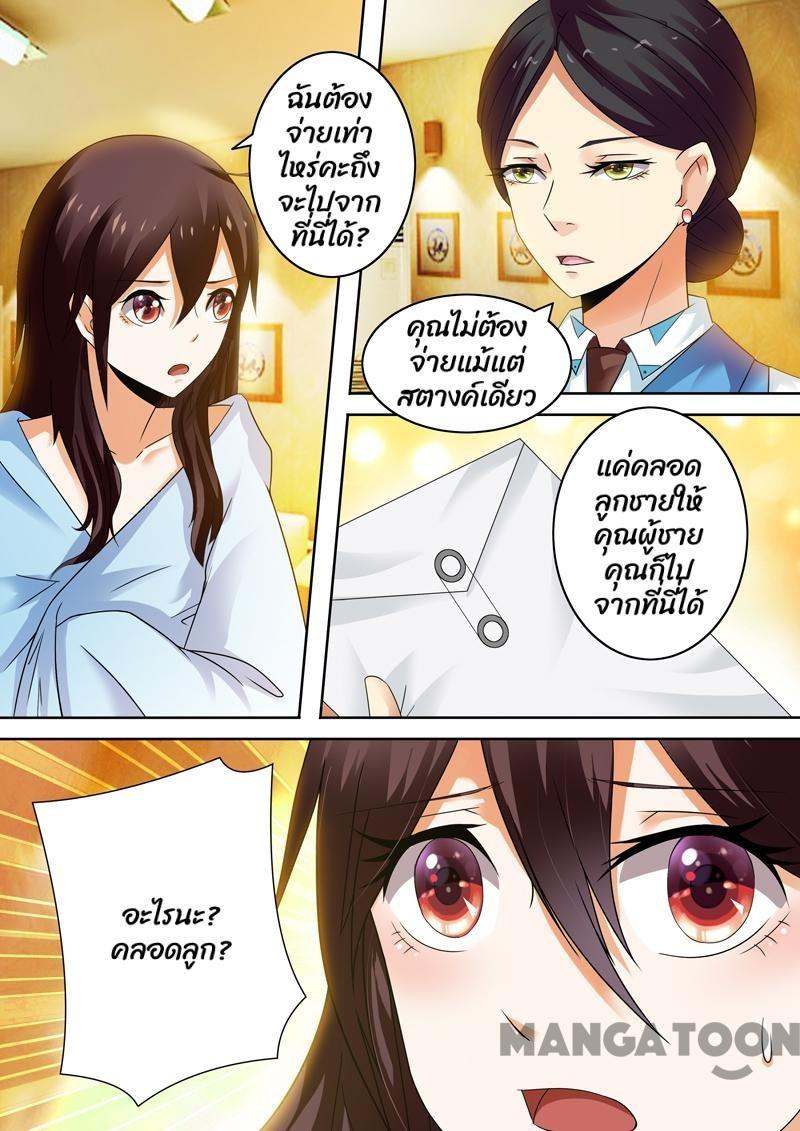 ฉันต้อง
จ่ายเท่า
ไหร่คะถึง
จะไปจาก
ที่นี่ได้?
คุณไม่ต้อง
จ่ายแม้แต่
สตางค์เดียว
แค่คลอด
ลูกชายให้
คุณผู้ชาย
คุณก็ไป
จากที่นี่ได้
อะไรนะ?
คลอดลูก?
MANGATOON